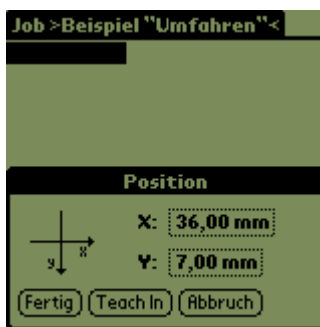 Job >Beispiel "Umfahren"<
Position
X: 36,00 mm
x
y
Y: 7,00 mm
Fertig Teach In Abbruch